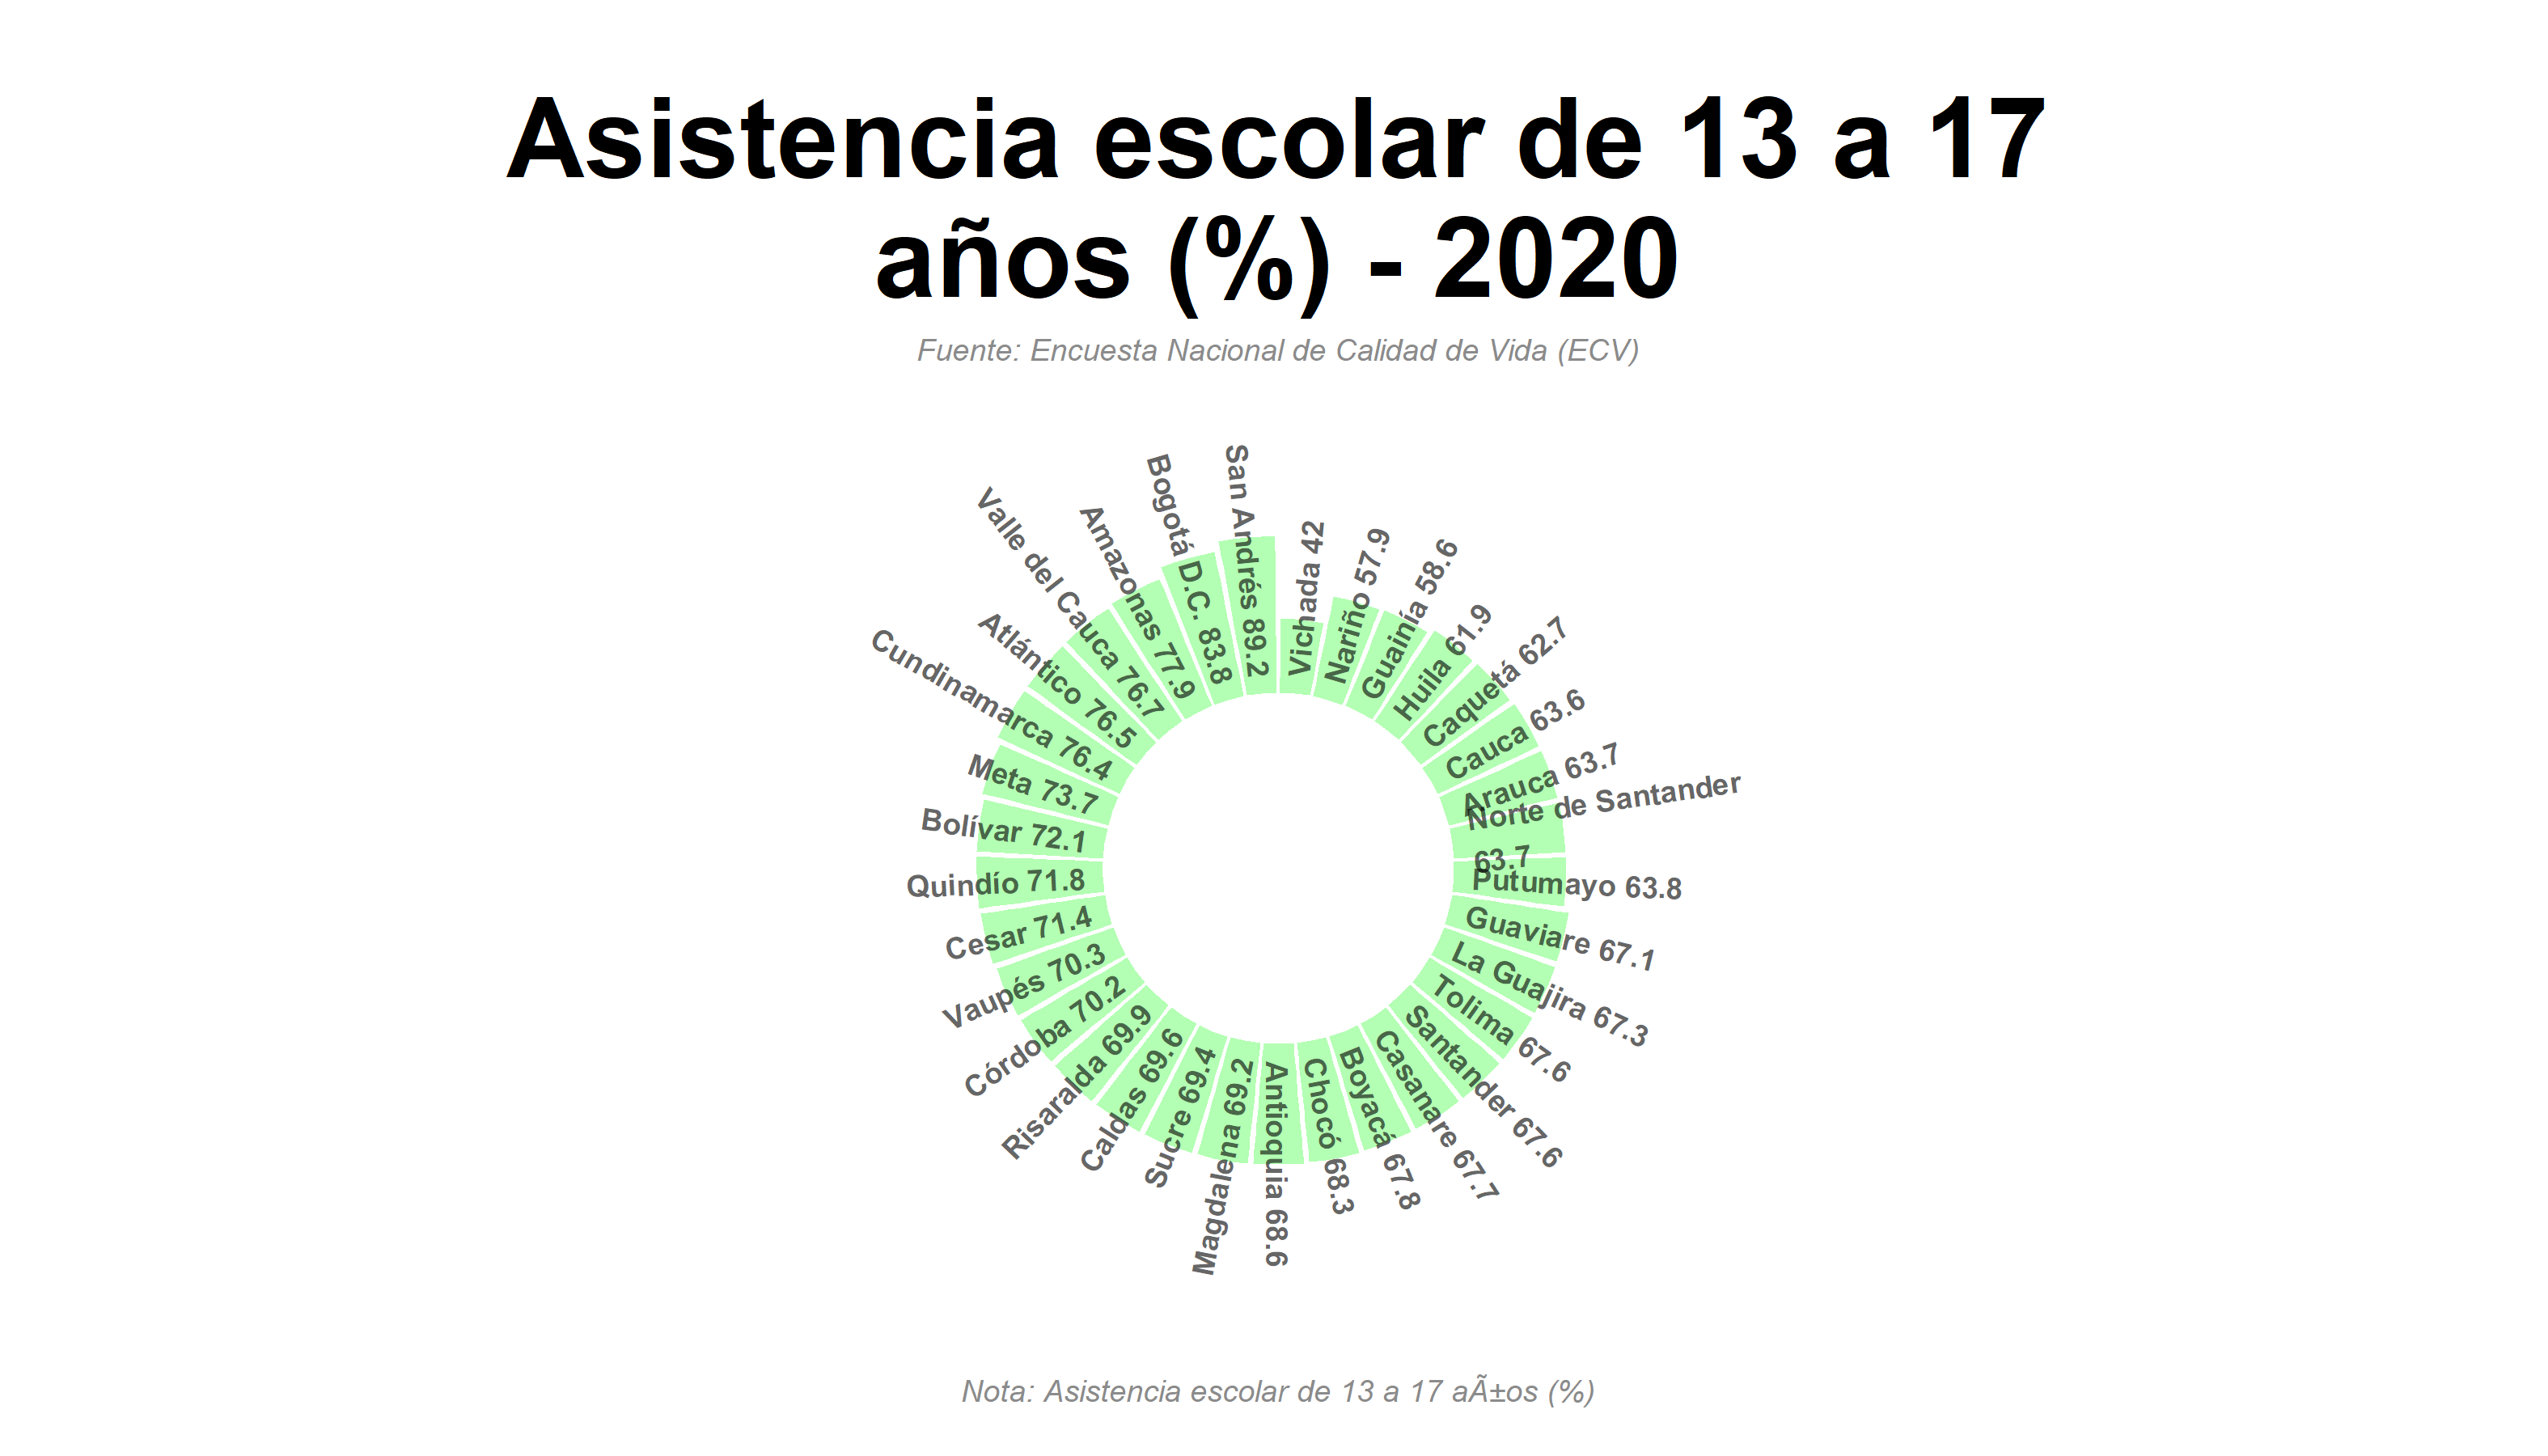 Asistencia escolar de 13 a 17
años (%) - 2020
Fuente: Encuesta Nacional de Calidad de Vida (ECV)
Vichada 42
Nariño 57.9
Guainía 58.6
Huila 61.9
Caquetá 62.7
Cauca 63.6
Arauca 63.7
Norte de Santander
63.7
Putumayo 63.8
Guaviare 67.1
La Guajira 67.3
Tolima 67.6
Santander 67.6
Casanare 67.7
Boyacá 67.8
Chocó 68.3
Antioquia 68.6
Magdalena 69.2
Sucre 69.4
Caldas 69.6
Risaralda 69.9
Córdoba 70.2
Vaupés 70.3
Cesar 71.4
Quindío 71.8
Bolívar 72.1
Meta 73.7
Cundinamarca 76.4
Atlántico 76.5
Valle del Cauca 76.7
Amazonas 77.9
Bogotá D.C. 83.8
San Andrés 89.2
Nota: Asistencia escolar de 13 a 17 aÃ±os (%)